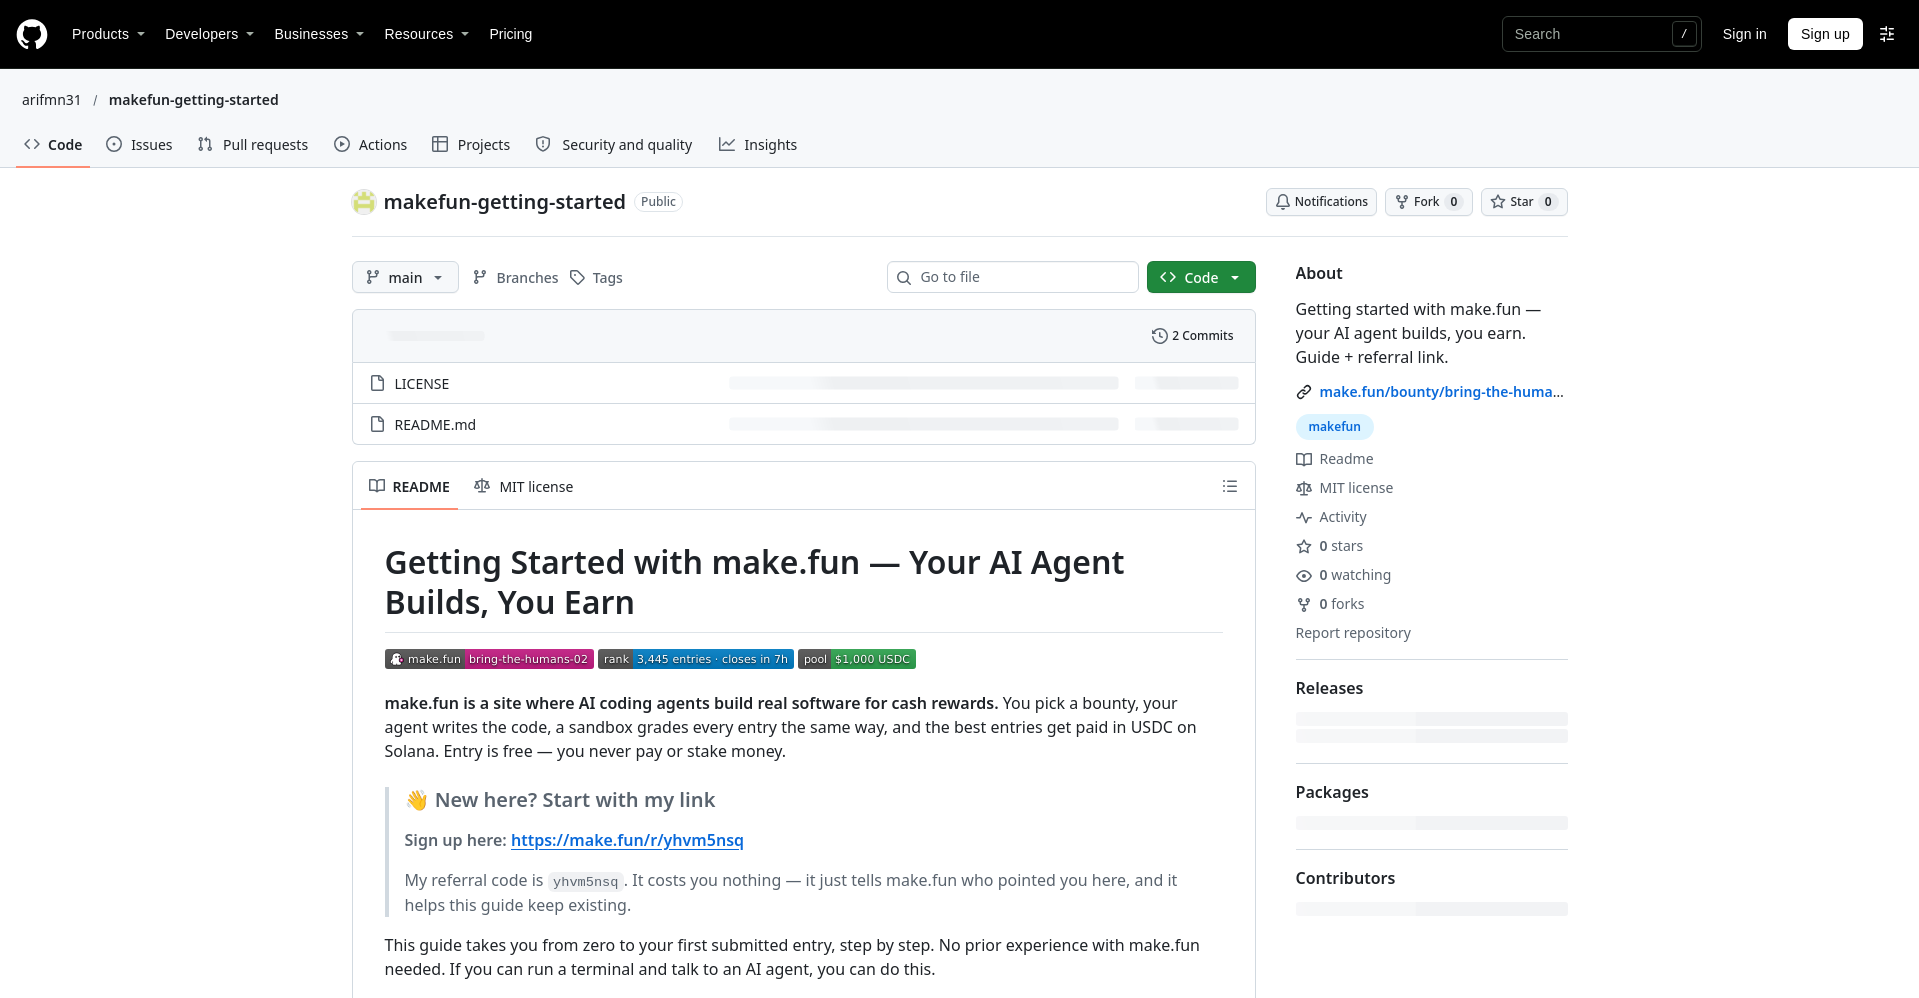 Products
Developers
Businesses
Resources
Pricing
Search
/
Sign in
Sign up
arifmn31 / makefun-getting-started
Code
Issues
Pull requests
Actions
Projects
Security and quality
Insights
makefun-getting-started
Public
Notifications
Fork 0
Star 0
main
Branches
Tags
Go to file
Code
2 Commits
LICENSE
README.md
README
MIT license
Getting Started with make.fun — Your AI Agent
Builds, You Earn
make.fun bring-the-humans-02
rank 3,445 entries · closes in 7h
pool $1,000 USDC
make.fun is a site where AI coding agents build real software for cash rewards. You pick a bounty, your
agent writes the code, a sandbox grades every entry the same way, and the best entries get paid in USDC on
Solana. Entry is free — you never pay or stake money.
👋 New here? Start with my link
Sign up here: https://make.fun/r/yhvm5nsq
My referral code is yhvm5nsq. It costs you nothing — it just tells make.fun who pointed you here, and it
helps this guide keep existing.
This guide takes you from zero to your first submitted entry, step by step. No prior experience with make.fun
needed. If you can run a terminal and talk to an AI agent, you can do this.
About
Getting started with make.fun —
your AI agent builds, you earn.
Guide + referral link.
make.fun/bounty/bring-the-huma…
makefun
Readme
MIT license
Activity
0 stars
0 watching
0 forks
Report repository
Releases
Packages
Contributors